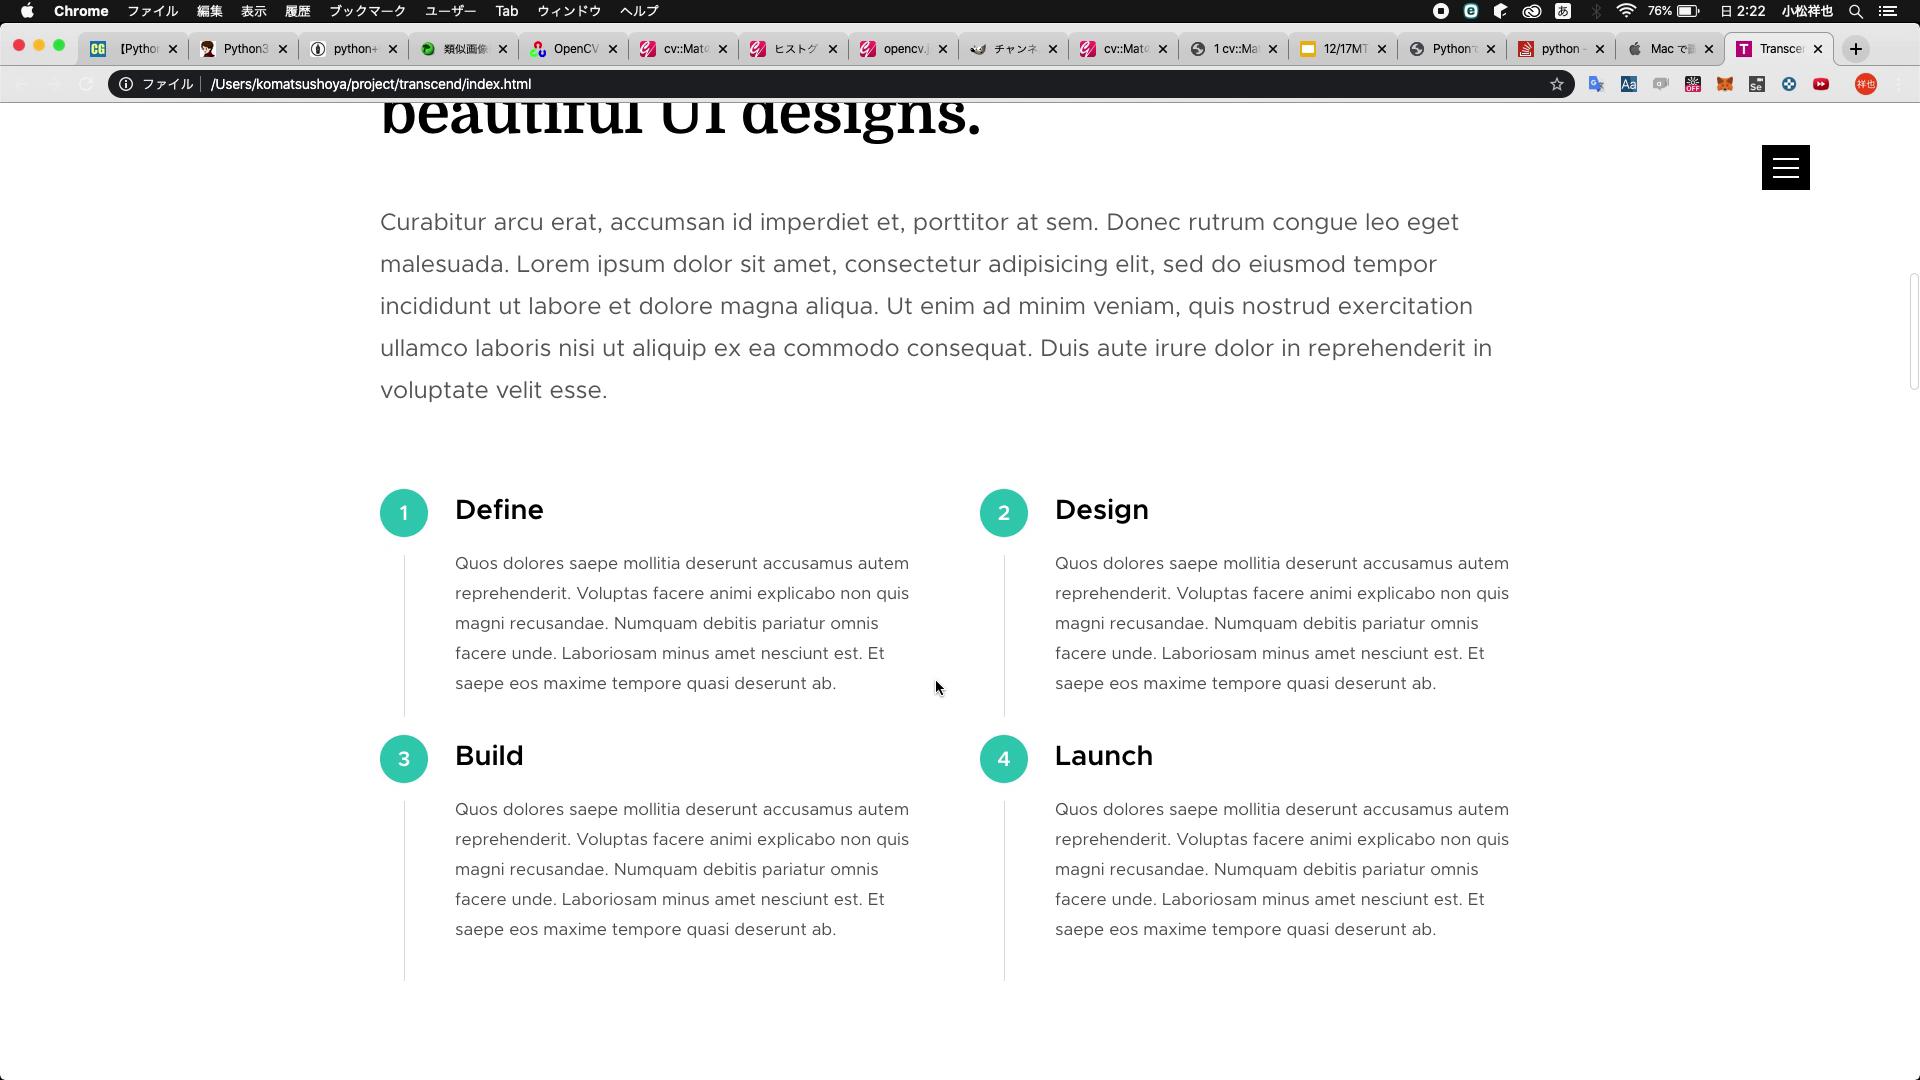 Chrome ファイル 編集 表示 履歴 ブックマーク ユーザー Tab ウィンドウ ヘルプ あ 76% 日 2:22 小松祥也
CG 【Pytho Python3 python+ 類似画像 OpenCV cv::Mat ヒストグ opencv. チャンネ cv::Mat 1 cv::Ma 12/17MT Python python - Mac で T Transce
ファイル /Users/komatsushoya/project/transcend/index.html Aa OFF Se 祥也
beautiful UI designs.
Curabitur arcu erat, accumsan id imperdiet et, porttitor at sem. Donec rutrum congue leo eget
malesuada. Lorem ipsum dolor sit amet, consectetur adipisicing elit, sed do eiusmod tempor
incididunt ut labore et dolore magna aliqua. Ut enim ad minim veniam, quis nostrud exercitation
ullamco laboris nisi ut aliquip ex ea commodo consequat. Duis aute irure dolor in reprehenderit in
voluptate velit esse.
1 Define
Quos dolores saepe mollitia deserunt accusamus autem
reprehenderit. Voluptas facere animi explicabo non quis
magni recusandae. Numquam debitis pariatur omnis
facere unde. Laboriosam minus amet nesciunt est. Et
saepe eos maxime tempore quasi deserunt ab.
2 Design
Quos dolores saepe mollitia deserunt accusamus autem
reprehenderit. Voluptas facere animi explicabo non quis
magni recusandae. Numquam debitis pariatur omnis
facere unde. Laboriosam minus amet nesciunt est. Et
saepe eos maxime tempore quasi deserunt ab.
3 Build
Quos dolores saepe mollitia deserunt accusamus autem
reprehenderit. Voluptas facere animi explicabo non quis
magni recusandae. Numquam debitis pariatur omnis
facere unde. Laboriosam minus amet nesciunt est. Et
saepe eos maxime tempore quasi deserunt ab.
4 Launch
Quos dolores saepe mollitia deserunt accusamus autem
reprehenderit. Voluptas facere animi explicabo non quis
magni recusandae. Numquam debitis pariatur omnis
facere unde. Laboriosam minus amet nesciunt est. Et
saepe eos maxime tempore quasi deserunt ab.